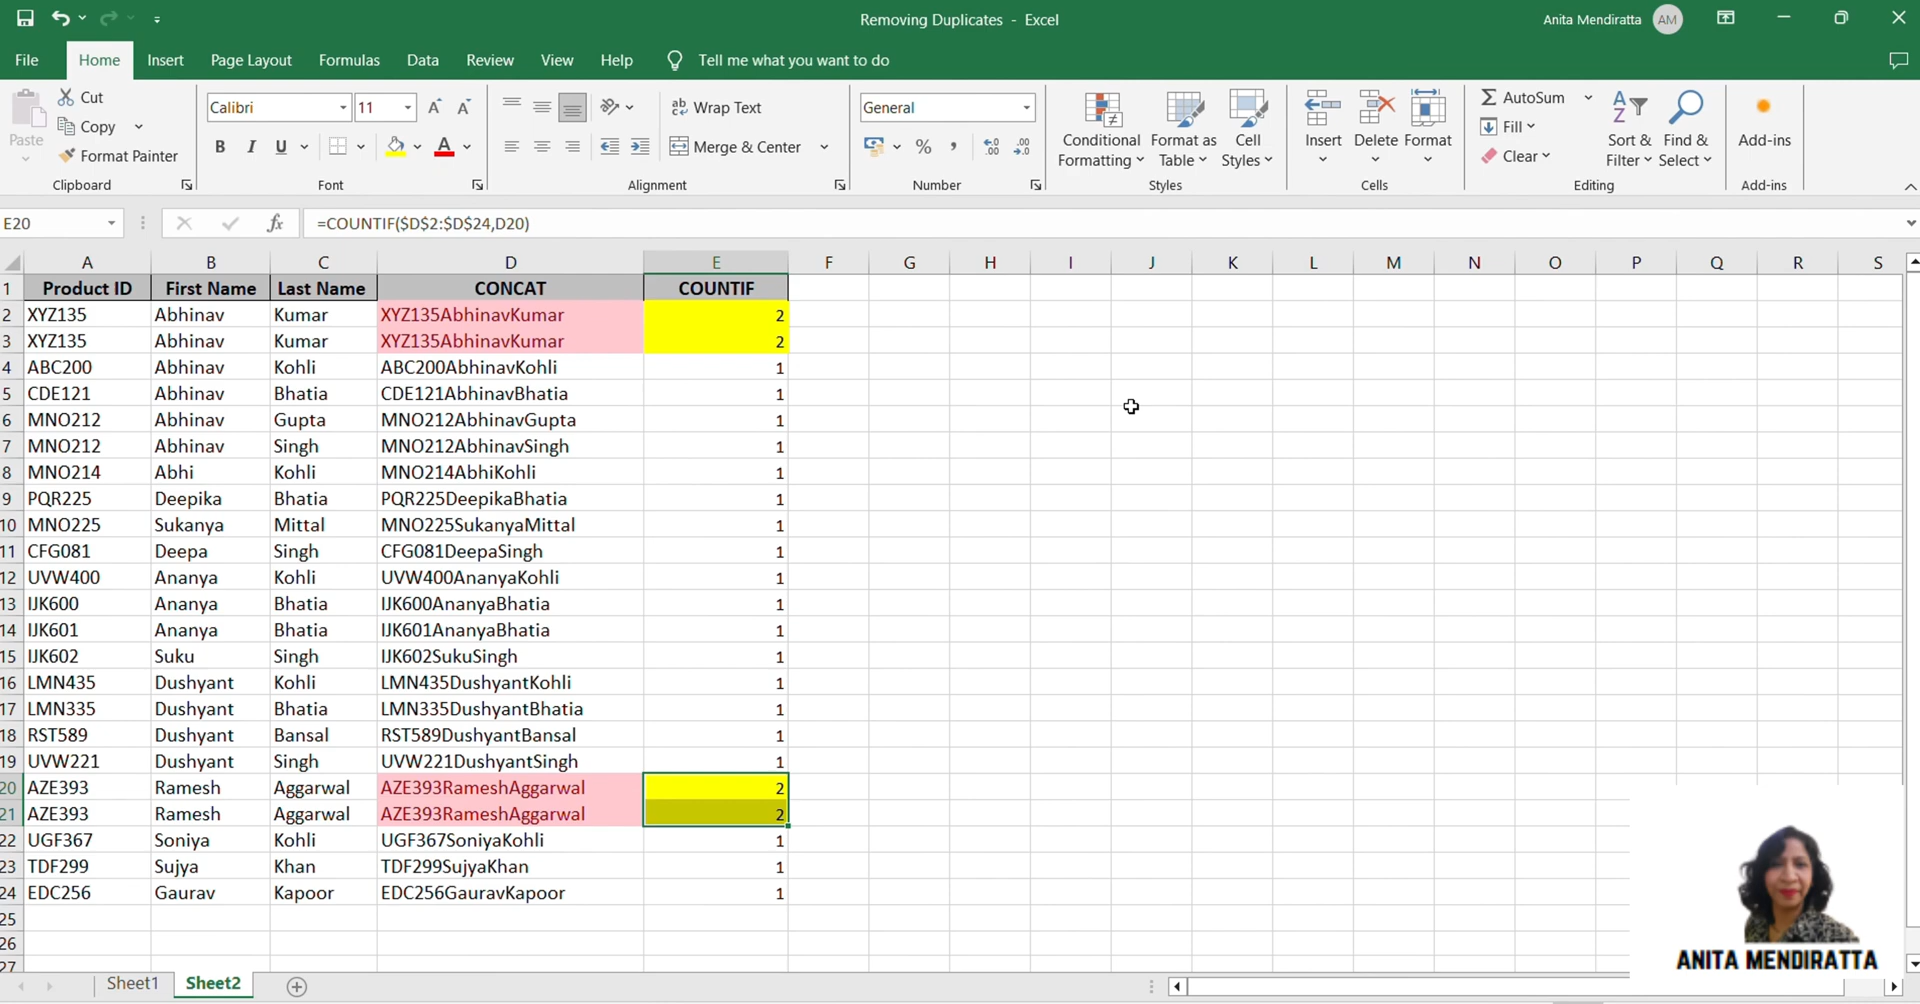 Removing Duplicates - Excel
Anita Mendiratta AM
File Home Insert Page Layout Formulas Data Review View Help Tell me what you want to do
Paste
Cut
Copy
Format Painter
Clipboard
Calibri 11
B I U
Font
Wrap Text
Merge & Center
Alignment
General
%
Number
Conditional Formatting
Format as Table
Cell Styles
Styles
Insert Delete Format
Cells
AutoSum
Fill
Clear
Sort & Filter
Find & Select
Editing
Add-ins
Add-ins
E20 fx =COUNTIF($D$2:$D$24,D20)
A B C D E F G H I J K L M N O P Q R S
1 Product ID First Name Last Name CONCAT COUNTIF
2 XYZ135 Abhinav Kumar XYZ135AbhinavKumar 2
3 XYZ135 Abhinav Kumar XYZ135AbhinavKumar 2
4 ABC200 Abhinav Kohli ABC200AbhinavKohli 1
5 CDE121 Abhinav Bhatia CDE121AbhinavBhatia 1
6 MNO212 Abhinav Gupta MNO212AbhinavGupta 1
7 MNO212 Abhinav Singh MNO212AbhinavSingh 1
8 MNO214 Abhi Kohli MNO214AbhiKohli 1
9 PQR225 Deepika Bhatia PQR225DeepikaBhatia 1
10 MNO225 Sukanya Mittal MNO225SukanyaMittal 1
11 CFG081 Deepa Singh CFG081DeepaSingh 1
12 UVW400 Ananya Kohli UVW400AnanyaKohli 1
13 IJK600 Ananya Bhatia IJK600AnanyaBhatia 1
14 IJK601 Ananya Bhatia IJK601AnanyaBhatia 1
15 IJK602 Suku Singh IJK602SukuSingh 1
16 LMN435 Dushyant Kohli LMN435DushyantKohli 1
17 LMN335 Dushyant Bhatia LMN335DushyantBhatia 1
18 RST589 Dushyant Bansal RST589DushyantBansal 1
19 UVW221 Dushyant Singh UVW221DushyantSingh 1
20 AZE393 Ramesh Aggarwal AZE393RameshAggarwal 2
21 AZE393 Ramesh Aggarwal AZE393RameshAggarwal 2
22 UGF367 Soniya Kohli UGF367SoniyaKohli 1
23 TDF299 Sujya Khan TDF299SujyaKhan 1
24 EDC256 Gaurav Kapoor EDC256GauravKapoor 1
25
26
27
ANITA MENDIRATTA
Sheet1 Sheet2